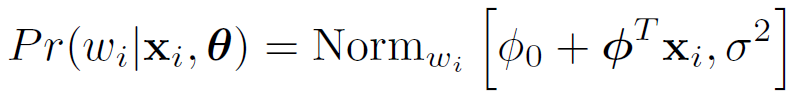 Pr(w_i|𝐱_i, 𝜽) = Norm_{w_i} [ϕ_0 + 𝝓^T 𝐱_i, σ^2]